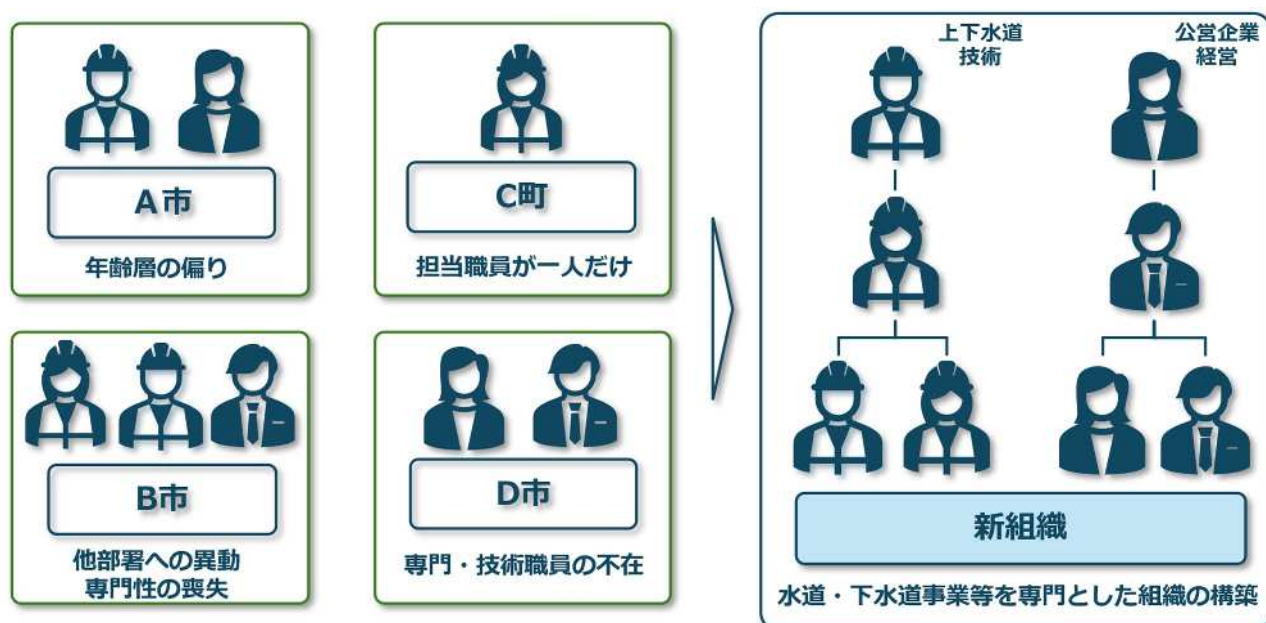 A市
年齢層の偏り
C町
担当職員が一人だけ
B市
他部署への異動
専門性の喪失
D市
専門・技術職員の不在
上下水道
技術
公営企業
経営
新組織
水道・下水道事業等を専門とした組織の構築